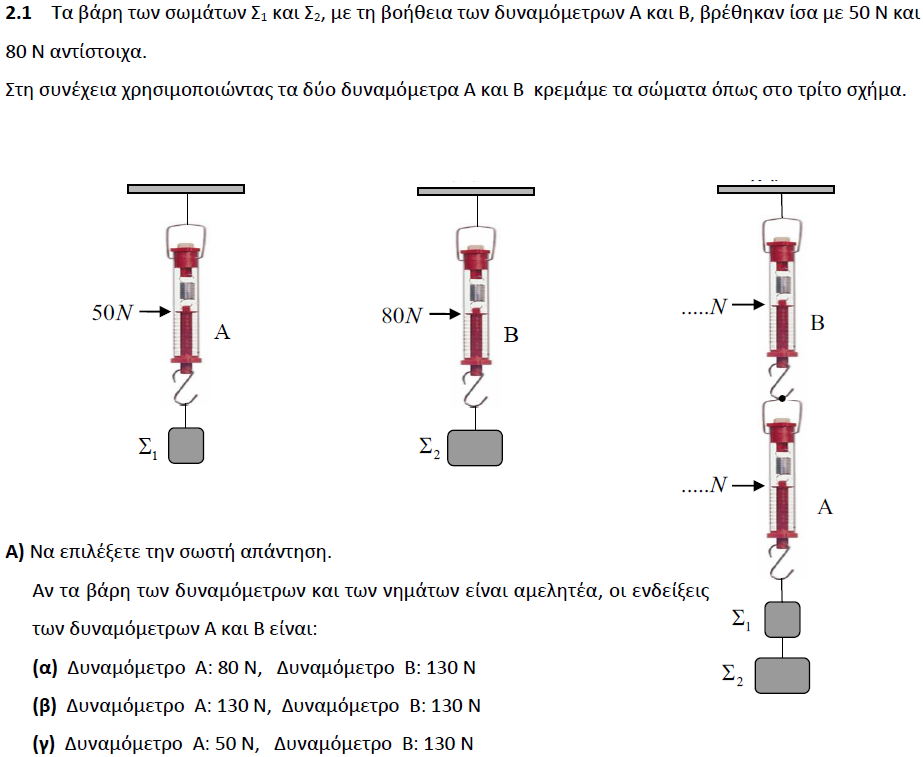 2.1 Τα βάρη των σωμάτων Σ₁ και Σ₂, με τη βοήθεια των δυναμόμετρων Α και Β, βρέθηκαν ίσα με 50 Ν και
80 Ν αντίστοιχα.
Στη συνέχεια χρησιμοποιώντας τα δύο δυναμόμετρα Α και Β κρεμάμε τα σώματα όπως στο τρίτο σχήμα.
50N
A
Σ₁
80N
B
Σ₂
.....N
B
.....N
A
Σ₁
Σ₂
Α) Να επιλέξετε την σωστή απάντηση.
Αν τα βάρη των δυναμόμετρων και των νημάτων είναι αμελητέα, οι ενδείξεις
των δυναμόμετρων Α και Β είναι:
(α) Δυναμόμετρο Α: 80 Ν, Δυναμόμετρο Β: 130 Ν
(β) Δυναμόμετρο Α: 130 Ν, Δυναμόμετρο Β: 130 Ν
(γ) Δυναμόμετρο Α: 50 Ν, Δυναμόμετρο Β: 130 Ν